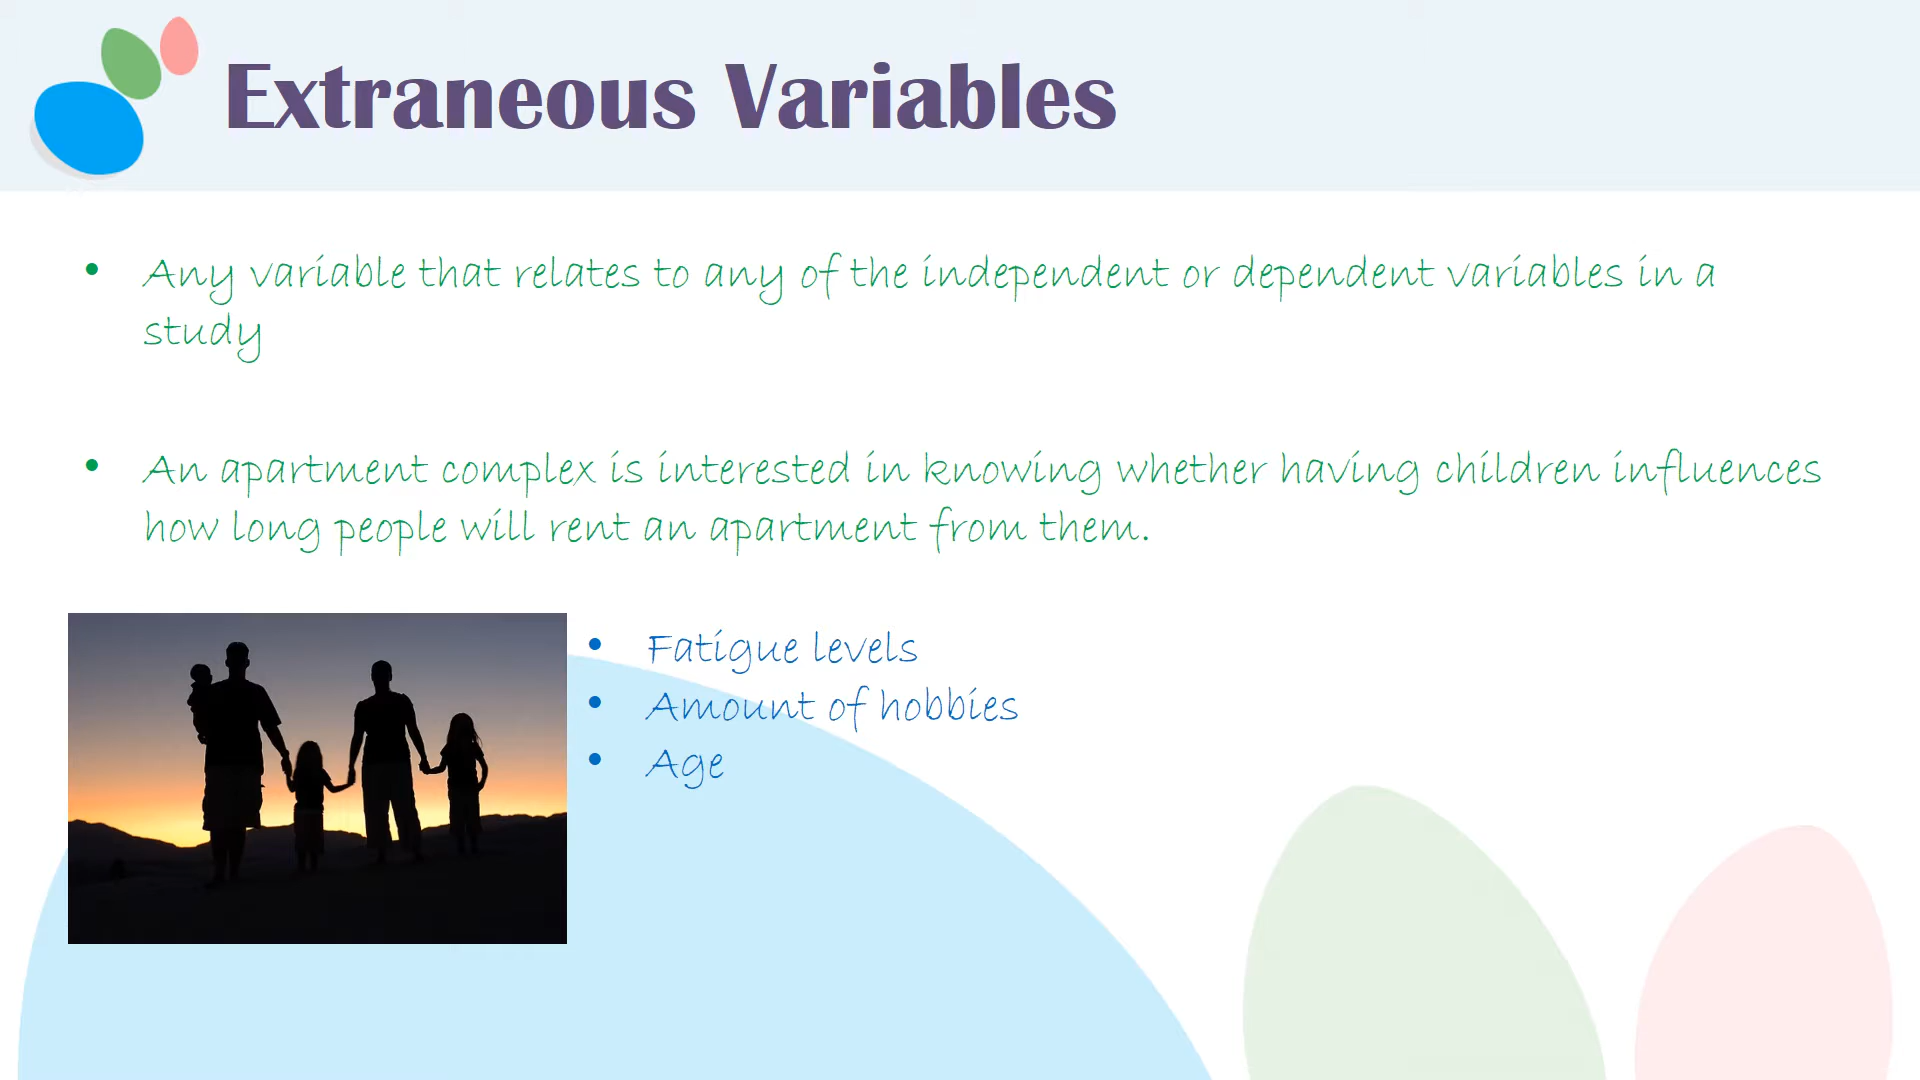 Extraneous Variables
• Any variable that relates to any of the independent or dependent variables in a
study
• An apartment complex is interested in knowing whether having children influences
how long people will rent an apartment from them.
• Fatigue levels
• Amount of hobbies
• Age